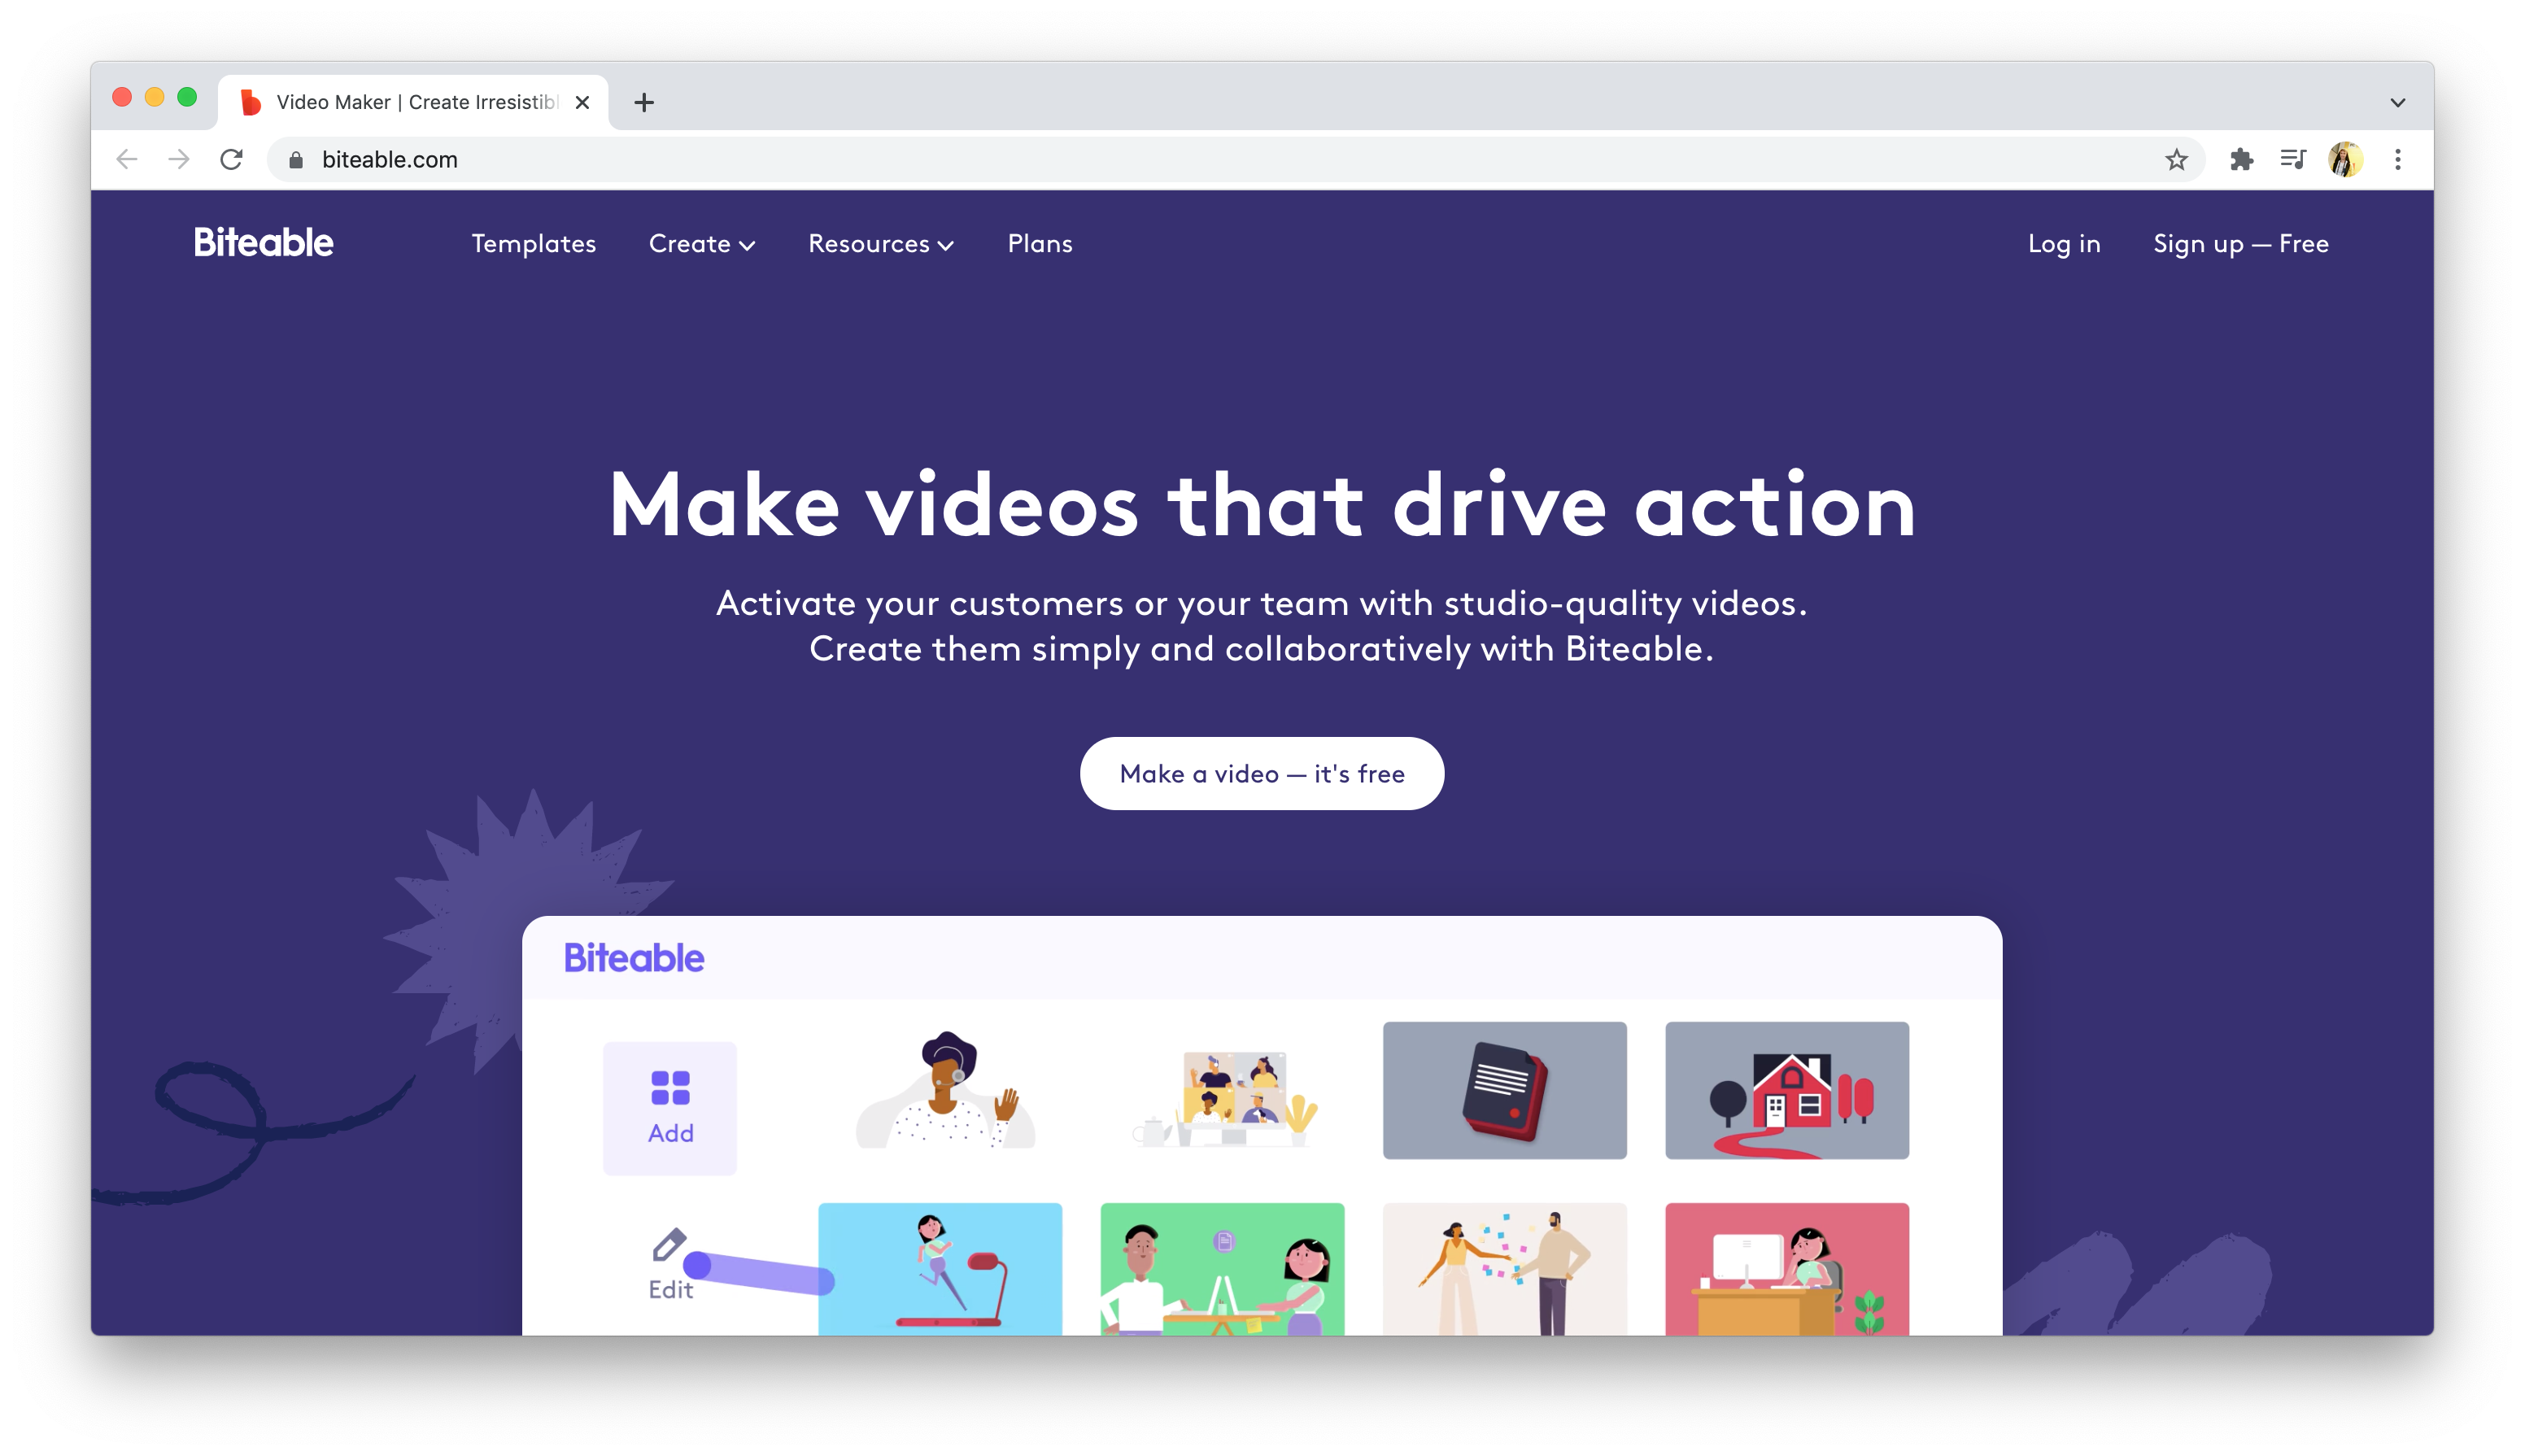 Video Maker | Create Irresistib
biteable.com
Biteable
Templates
Create
Resources
Plans
Log in
Sign up — Free
Make videos that drive action
Activate your customers or your team with studio-quality videos.
Create them simply and collaboratively with Biteable.
Make a video — it's free
Biteable
Add
Edit